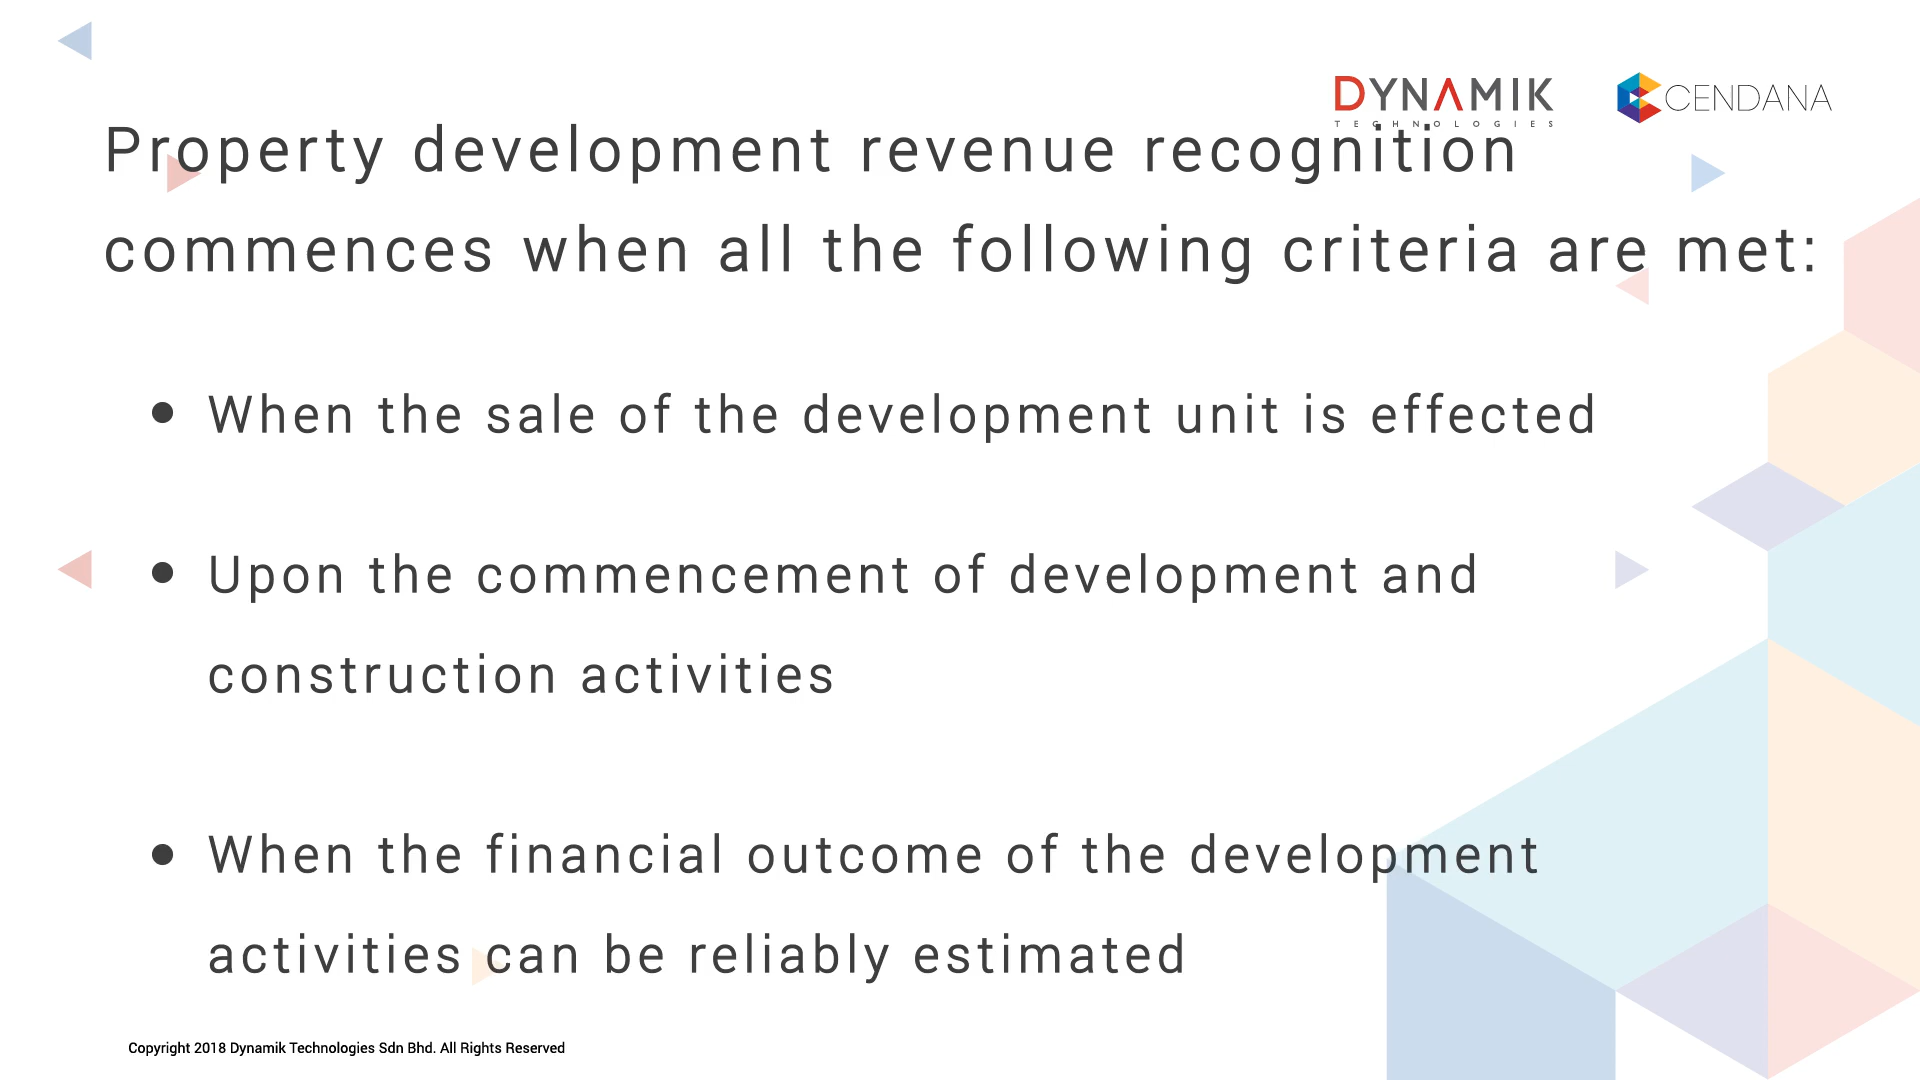 DYNAMIK
TECHNOLOGIES
CENDANA
Property development revenue recognition
commences when all the following criteria are met:
• When the sale of the development unit is effected
• Upon the commencement of development and
construction activities
• When the financial outcome of the development
activities can be reliably estimated
Copyright 2018 Dynamik Technologies Sdn Bhd. All Rights Reserved